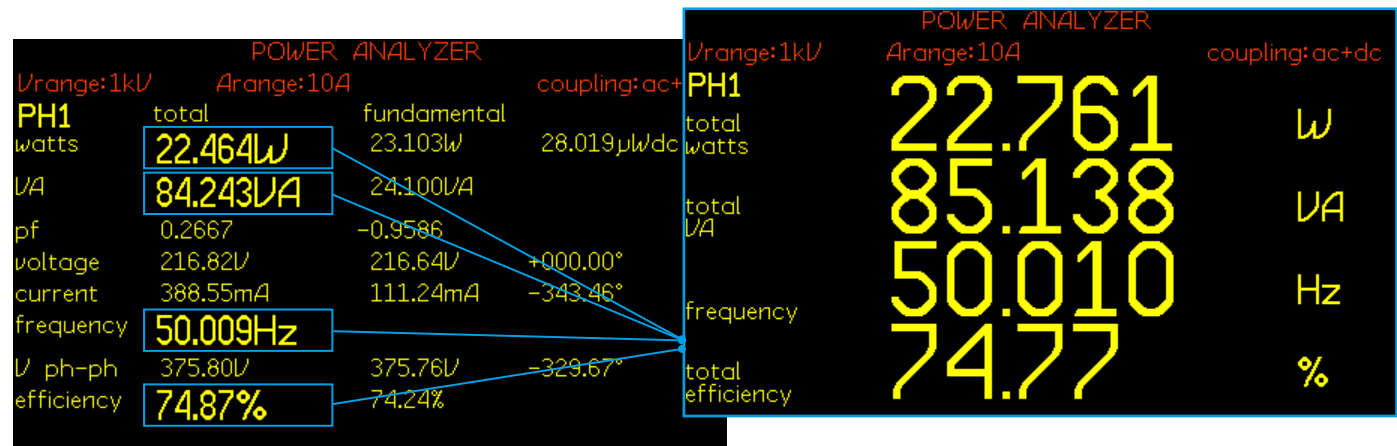 POWER ANALYZER
Vrange:1kV Arange:10A coupling:ac+
PH1 total fundamental
watts 22.464W 23.103W 28.019µWdc
VA 84.243VA 24.100VA
pf 0.2667 -0.9586
voltage 216.82V 216.64V +000.00°
current 388.55mA 111.24mA -343.46°
frequency 50.009Hz
V ph-ph 375.80V 375.76V -329.67°
efficiency 74.87% 74.24%
POWER ANALYZER
Vrange:1kV Arange:10A coupling:ac+dc
PH1
total
watts 22.761 W
total
VA 85.138 VA
frequency 50.010 Hz
total
efficiency 74.77 %